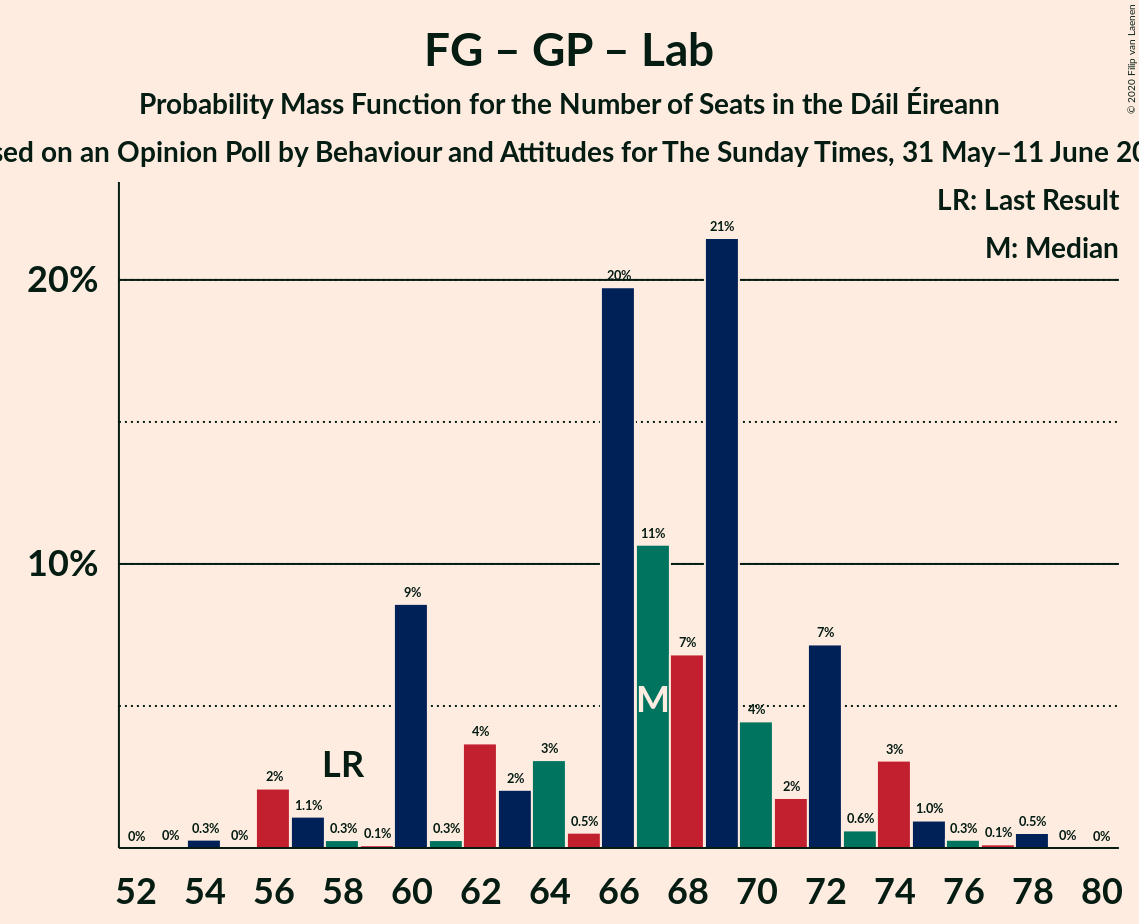 FG – GP – Lab
Probability Mass Function for the Number of Seats in the Dáil Éireann
on an Opinion Poll by Behaviour and Attitudes for The Sunday Times, 31 May–11 June
© 2020 Filip van Laenen
LR: Last Result
M: Median
20%
10%
0% 0% 0.3% 0% 2% 1.1% 0.3% 0.1% 9% 0.3% 4% 2% 3% 0.5% 20% 11% 7% 21% 4% 2% 7% 0.6% 3% 1.0% 0.3% 0.1% 0.5% 0% 0%
LR
M
52 54 56 58 60 62 64 66 68 70 72 74 76 78 80